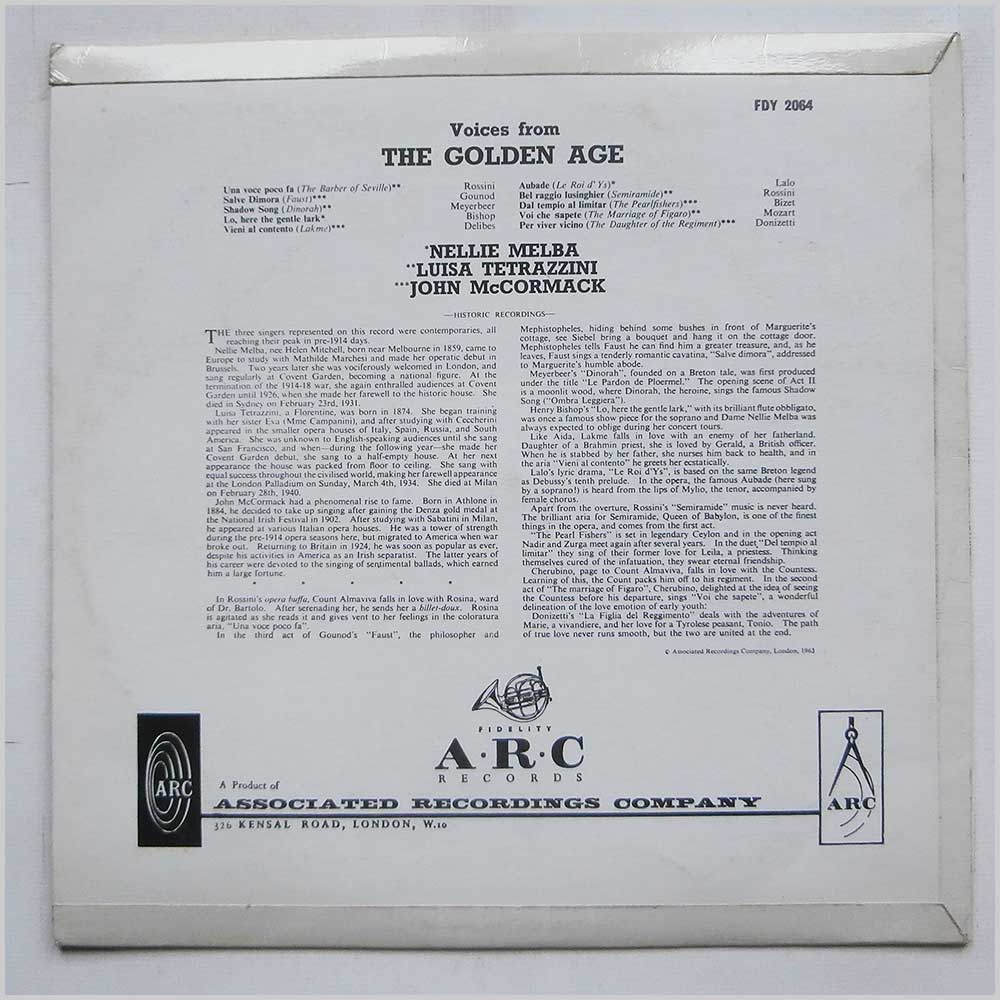 FDY 2064
Voices from
THE GOLDEN AGE
Una voce poco fa (The Barber of Seville)** Rossini
Salve Dimora (Faust)*** Gounod
Shadow Song (Dinorah)** Meyerbeer
Lo, here the gentle lark* Bishop
Vieni al contento (Lakme)*** Delibes
Aubade (Le Roi d' Ys)* Lalo
Bel raggio lusinghier (Semiramide)** Rossini
Dal tempio al limitar (The Pearlfishers)*** Bizet
Voi che sapete (The Marriage of Figaro)** Mozart
Per viver vicino (The Daughter of the Regiment)*** Donizetti
*NELLIE MELBA
**LUISA TETRAZZINI
***JOHN McCORMACK
—HISTORIC RECORDINGS—
THE three singers represented on this record were contemporaries, all
reaching their peak in pre-1914 days.
Nellie Melba, nee Helen Mitchell, born near Melbourne in 1859, came to
Europe to study with Mathilde Marchesi and made her operatic debut in
Brussels. Two years later she was vociferously welcomed in London, and
sang regularly at Covent Garden, becoming a national figure. At the
termination of the 1914-18 war, she again enthralled audiences at Covent
Garden until 1926, when she made her farewell to the historic house. She
died in Sydney on February 23rd, 1931.
Luisa Tetrazzini, a Florentine, was born in 1874. She began training
with her sister Eva (Mme Campanini), and after studying with Ceccherini
appeared in the smaller opera houses of Italy, Spain, Russia, and South
America. She was unknown to English-speaking audiences until she sang
at San Francisco, and when—during the following year—she made her
Covent Garden debut, she sang to a half-empty house. At her next
appearance the house was packed from floor to ceiling. She sang with
equal success throughout the civilised world, making her farewell appearance
at the London Palladium on Sunday, March 4th, 1934. She died at Milan
on February 28th, 1940.
John McCormack had a phenomenal rise to fame. Born in Athlone in
1884, he decided to take up singing after gaining the Denza gold medal at
the National Irish Festival in 1902. After studying with Sabatini in Milan,
he appeared at various Italian opera houses. He was a tower of strength
during the pre-1914 opera seasons here, but migrated to America when war
broke out. Returning to Britain in 1924, he was soon as popular as ever,
despite his activities in America as an Irish separatist. The latter years of
his career were devoted to the singing of sentimental ballads, which earned
him a large fortune.
* * * * *
In Rossini's opera buffa, Count Almaviva falls in love with Rosina, ward
of Dr. Bartolo. After serenading her, he sends her a billet-doux. Rosina
is agitated as she reads it and gives vent to her feelings in the coloratura
aria, "Una voce poco fa".
In the third act of Gounod's "Faust", the philosopher and
Mephistopheles, hiding behind some bushes in front of Marguerite's
cottage, see Siebel bring a bouquet and hang it on the cottage door.
Mephistopheles tells Faust he can find him a greater treasure, and, as he
leaves, Faust sings a tenderly romantic cavatina, "Salve dimora", addressed
to Marguerite's humble abode.
Meyerbeer's "Dinorah", founded on a Breton tale, was first produced
under the title "Le Pardon de Ploermel." The opening scene of Act II
is a moonlit wood, where Dinorah, the heroine, sings the famous Shadow
Song ("Ombra Leggiera").
Henry Bishop's "Lo, here the gentle lark," with its brilliant flute obbligato,
was once a famous show piece for the soprano and Dame Nellie Melba was
always expected to oblige during her concert tours.
Like Aida, Lakme falls in love with an enemy of her fatherland.
Daughter of a Brahmin priest, she is loved by Gerald, a British officer.
When he is stabbed by her father, she nurses him back to health, and in
the aria "Vieni al contento" he greets her ecstatically.
Lalo's lyric drama, "Le Roi d'Ys", is based on the same Breton legend
as Debussy's tenth prelude. In the opera, the famous Aubade (here sung
by a soprano!) is heard from the lips of Mylio, the tenor, accompanied by
female chorus.
Apart from the overture, Rossini's "Semiramide" music is never heard.
The brilliant aria for Semiramide, Queen of Babylon, is one of the finest
things in the opera, and comes from the first act.
"The Pearl Fishers" is set in legendary Ceylon and in the opening act
Nadir and Zurga meet again after several years. In the duet "Del tempio al
limitar" they sing of their former love for Leila, a priestess. Thinking
themselves cured of the infatuation, they swear eternal friendship.
Cherubino, page to Count Almaviva, falls in love with the Countess.
Learning of this, the Count packs him off to his regiment. In the second
act of "The marriage of Figaro", Cherubino, delighted at the idea of seeing
the Countess before his departure, sings "Voi che sapete", a wonderful
delineation of the love emotion of early youth:
Donizetti's "La Figlia del Reggimento" deals with the adventures of
Marie, a vivandiere, and her love for a Tyrolese peasant, Tonio. The path
of true love never runs smooth, but the two are united at the end.
© Associated Recordings Company, London, 1963
FIDELITY
A·R·C
RECORDS
ARC
A Product of
ASSOCIATED RECORDINGS COMPANY
326 KENSAL ROAD, LONDON, W.10
ARC